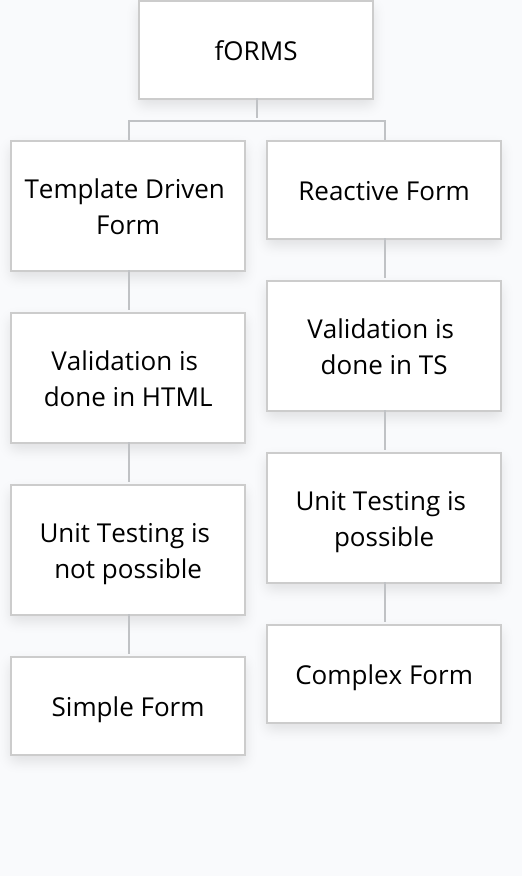 fORMS
Template Driven
Form
Validation is
done in HTML
Unit Testing is
not possible
Simple Form
Reactive Form
Validation is
done in TS
Unit Testing is
possible
Complex Form